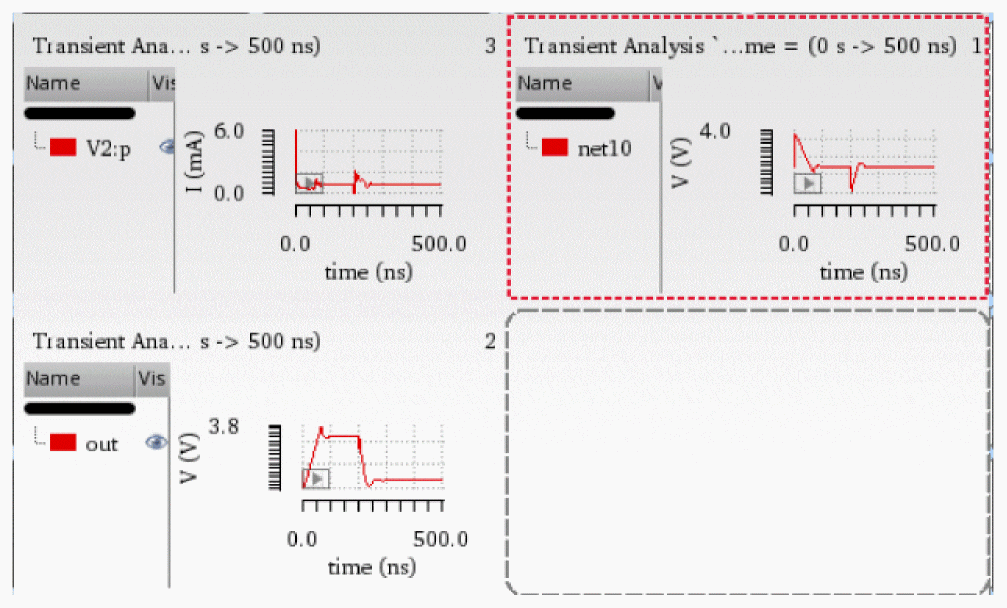 Transient Ana... s -> 500 ns) 3
Name Vis
V2:p
I (mA)
6.0
0.0
0.0 500.0
time (ns)
Transient Analysis `...me = (0 s -> 500 ns) 1
Name V
net10
V (V)
4.0
0.0 500.0
time (ns)
Transient Ana... s -> 500 ns) 2
Name Vis
out
V (V)
3.8
0.0 500.0
time (ns)